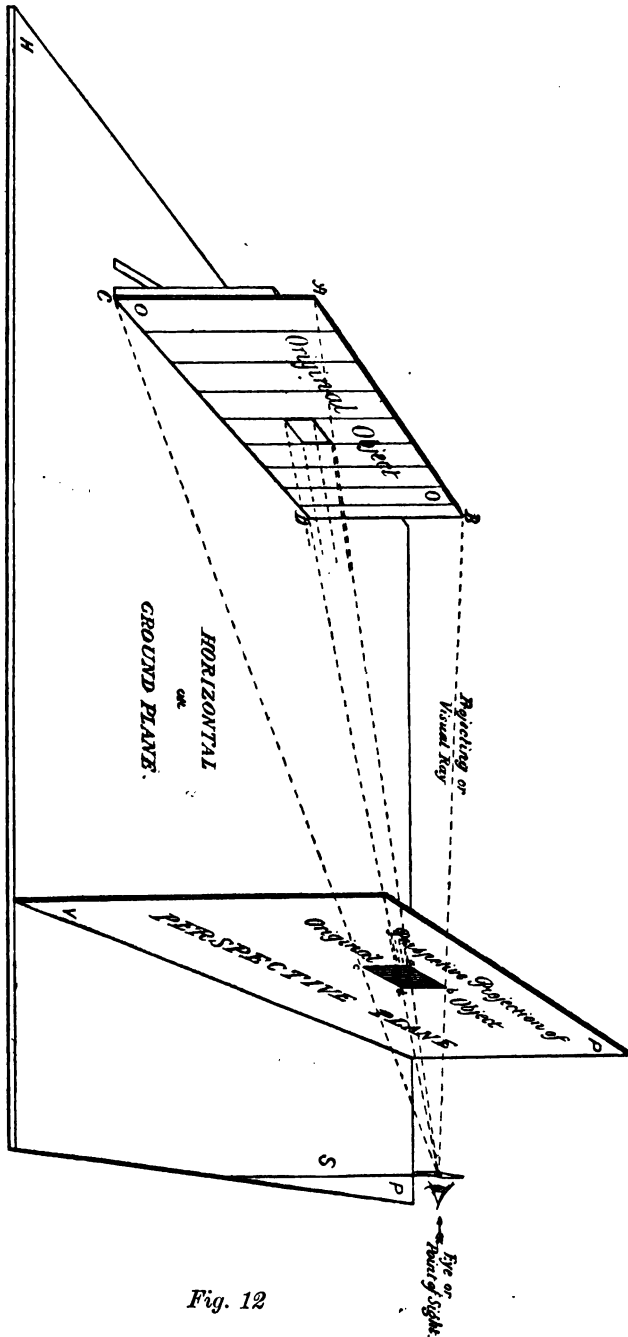 H
A
B
C
D
O
Original Object
O
Projecting or
Visual Ray
HORIZONTAL
or
GROUND PLANE.
V
PERSPECTIVE PLANE
Perspective Projection of
Original Object
c
b
d
P
S
P
Eye or
Point of Sight.
Fig. 12